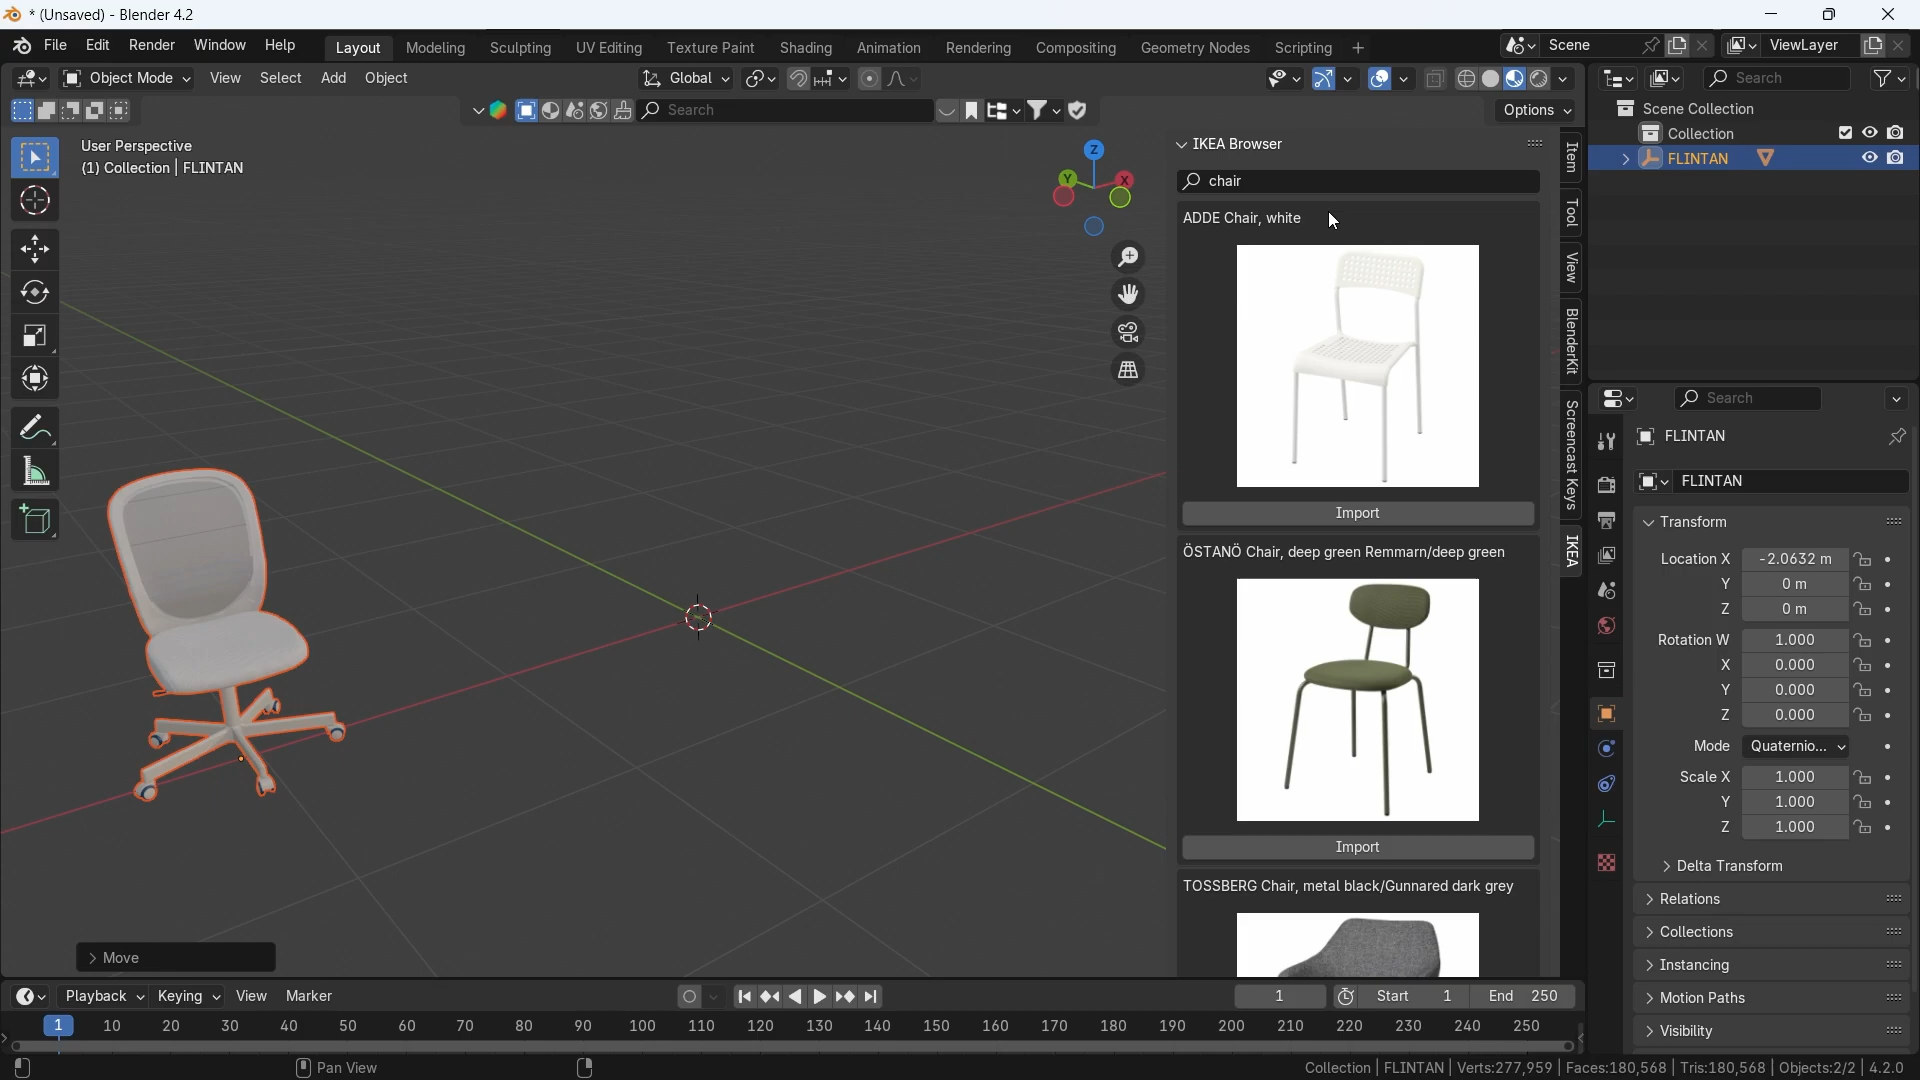 * (Unsaved) - Blender 4.2
File Edit Render Window Help Layout Modeling Sculpting UV Editing Texture Paint Shading Animation Rendering Compositing Geometry Nodes Scripting + Scene ViewLayer
Object Mode View Select Add Object Global Search
Search Options
User Perspective
(1) Collection | FLINTAN
Z
Y
X
IKEA Browser
chair
ADDE Chair, white
Import
ÖSTANÖ Chair, deep green Remmarn/deep green
Import
TOSSBERG Chair, metal black/Gunnared dark grey
Item
Tool
View
BlenderKit
Screencast Keys
IKEA
Scene Collection
Collection
FLINTAN
Search
FLINTAN
FLINTAN
Transform
Location X -2.0632 m
Y 0 m
Z 0 m
Rotation W 1.000
X 0.000
Y 0.000
Z 0.000
Mode Quaternio...
Scale X 1.000
Y 1.000
Z 1.000
Delta Transform
Relations
Collections
Instancing
Motion Paths
Visibility
Move
Playback Keying View Marker 1 Start 1 End 250
1 10 20 30 40 50 60 70 80 90 100 110 120 130 140 150 160 170 180 190 200 210 220 230 240 250
Pan View
Collection | FLINTAN | Verts:277,959 | Faces:180,568 | Tris:180,568 | Objects:2/2 | 4.2.0